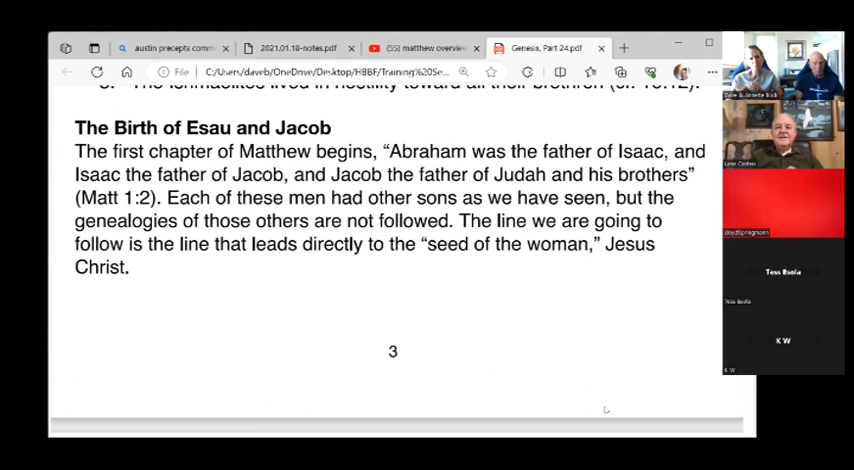 austin precepts comm
2021.01.18-notes.pdf
(55) matthew overvie
Genesis, Part 24.pdf
File
C:/Users/daveb/OneDrive/Desktop/HBBF/Training%20Se...
The Ishmaelites lived in hostility toward all their brethren (cf. 16:12).
The Birth of Esau and Jacob
The first chapter of Matthew begins, “Abraham was the father of Isaac, and
Isaac the father of Jacob, and Jacob the father of Judah and his brothers”
(Matt 1:2). Each of these men had other sons as we have seen, but the
genealogies of those others are not followed. The line we are going to
follow is the line that leads directly to the “seed of the woman,” Jesus
Christ.
3
Dave & Annette
LloydSpringmann
Tess Esola
Tess Esola
K W
K W